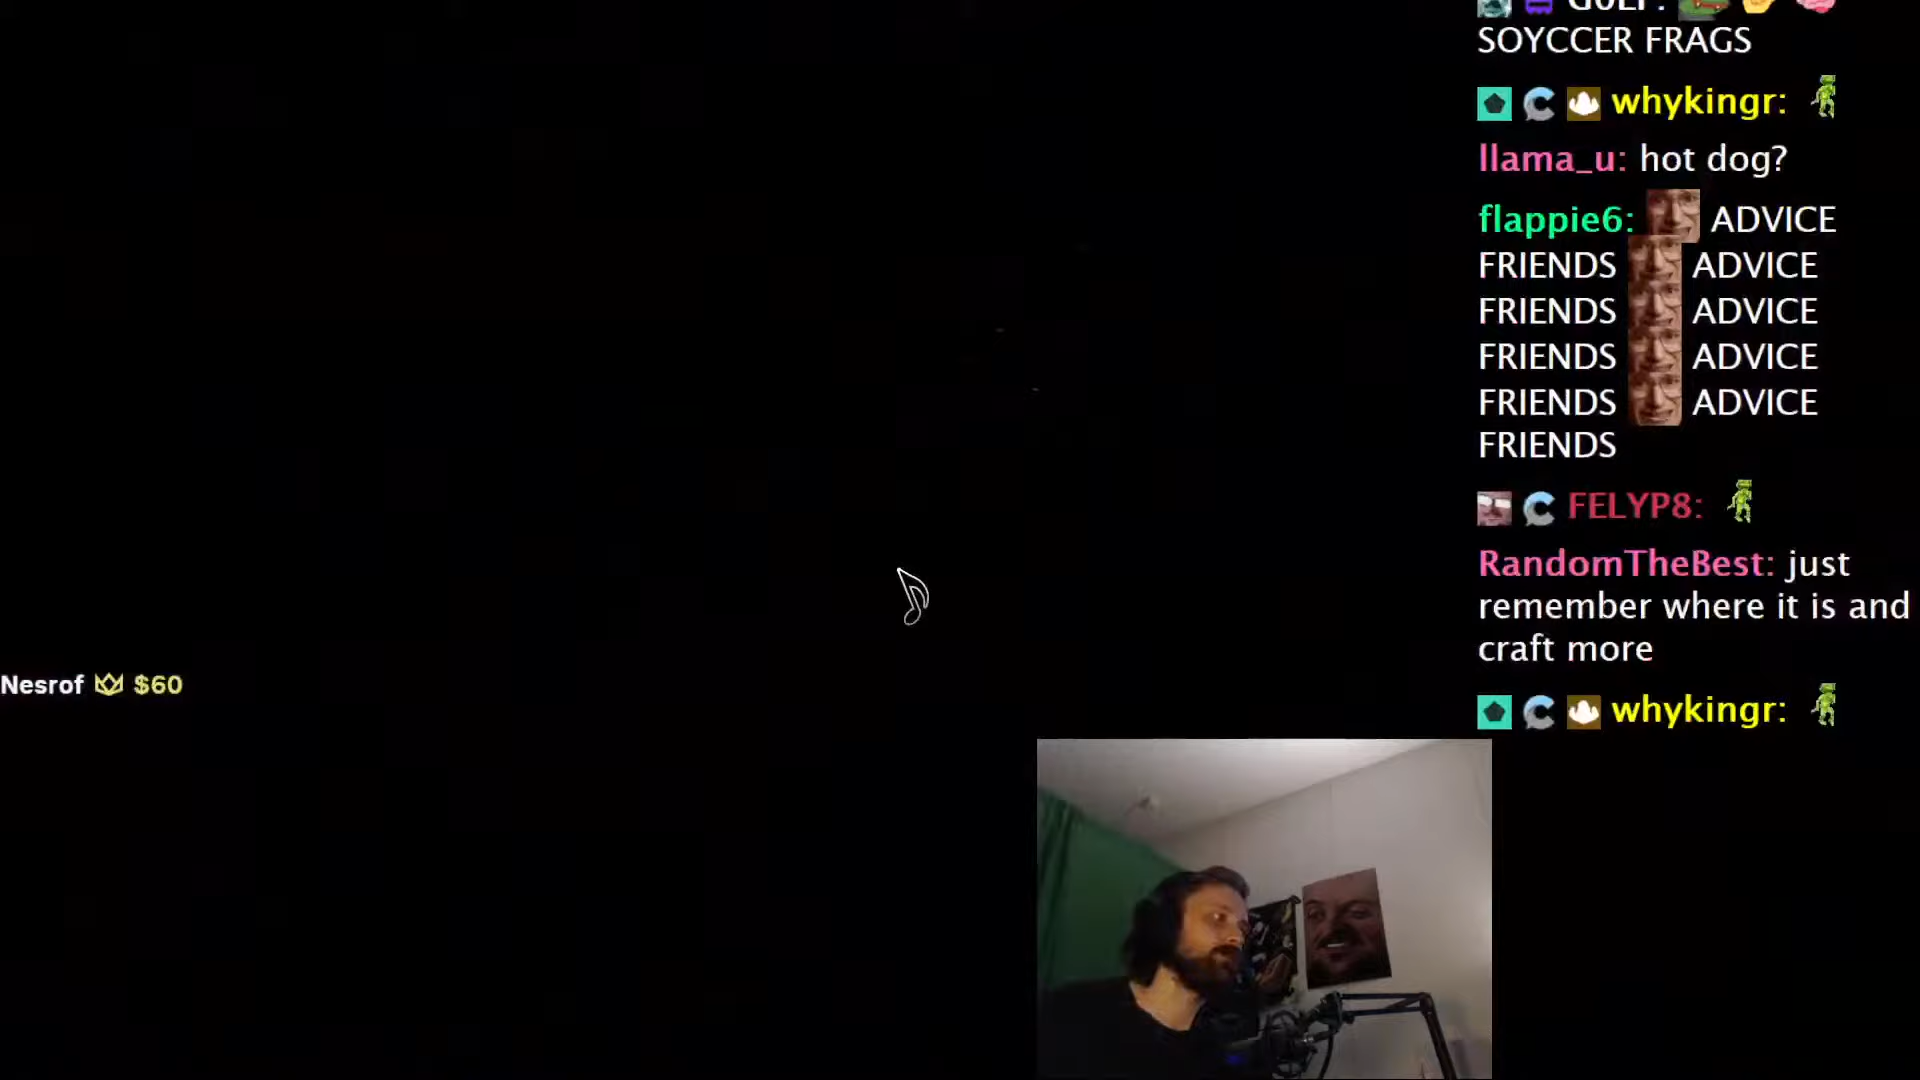 GoLF:
SOYCCER FRAGS
whykingr:
llama_u: hot dog?
flappie6: ADVICE
FRIENDS ADVICE
FRIENDS ADVICE
FRIENDS ADVICE
FRIENDS ADVICE
FRIENDS
FELYP8:
RandomTheBest: just
remember where it is and
craft more
Nesrof $60
whykingr: